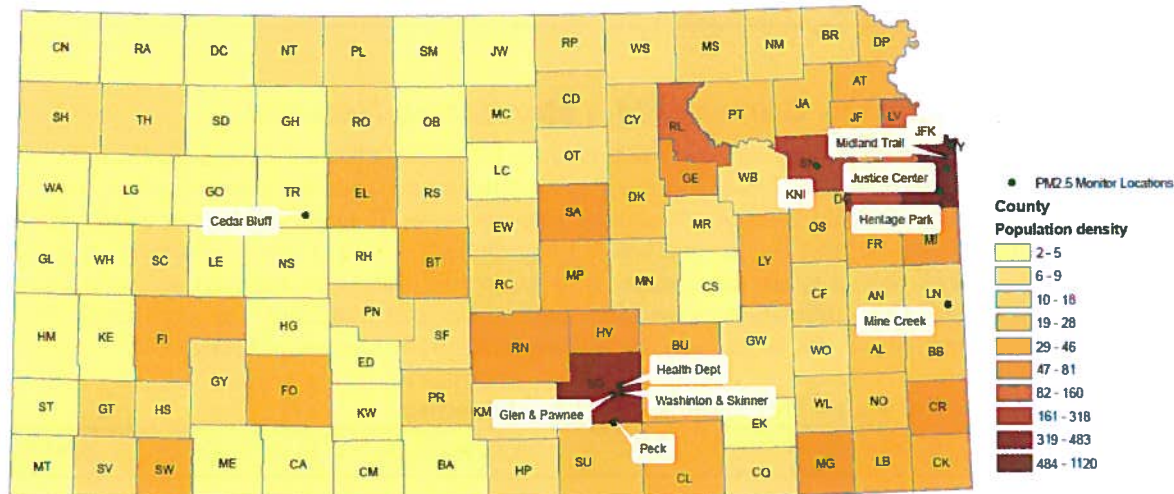 CN RA DC NT PL SM JW RP WS MS NM BR DP
SH TH SD GH RO OB MC CD CY RL PT JA AT JF LV
JFK
WY
Midland Trail
WA LG GO TR EL RS LC OT SA DK GE WB SN
Justice Center
KNI
Cedar Bluff
Heritage Park
EW MR OS FR MI
GL WH SC LE NS RH BT RC MP MN CS LY CF AN LN
Mine Creek
HM KE FI HG PN SF RN HV BU GW WO AL BB
ED
SG
Health Dept
Washinton & Skinner
Glen & Pawnee
ST GT HS GY FO KW PR KM WL NO CR
EK
Peck
MT SV SW ME CA CM BA HP SU CL CQ MG LB CK
PM2.5 Monitor Locations
County
Population density
2 - 5
6 - 9
10 - 18
19 - 28
29 - 46
47 - 81
82 - 160
161 - 318
319 - 483
484 - 1120